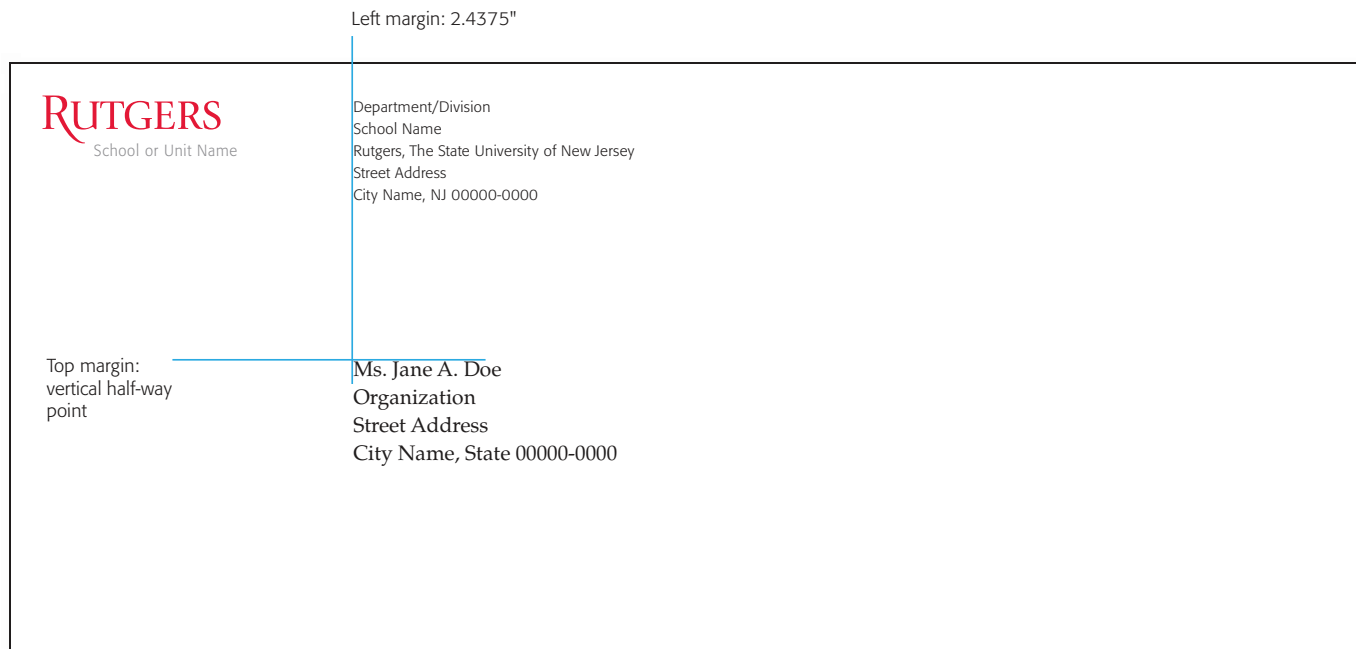 Left margin: 2.4375"
RUTGERS
School or Unit Name
Department/Division
School Name
Rutgers, The State University of New Jersey
Street Address
City Name, NJ 00000-0000
Top margin:
vertical half-way
point
Ms. Jane A. Doe
Organization
Street Address
City Name, State 00000-0000